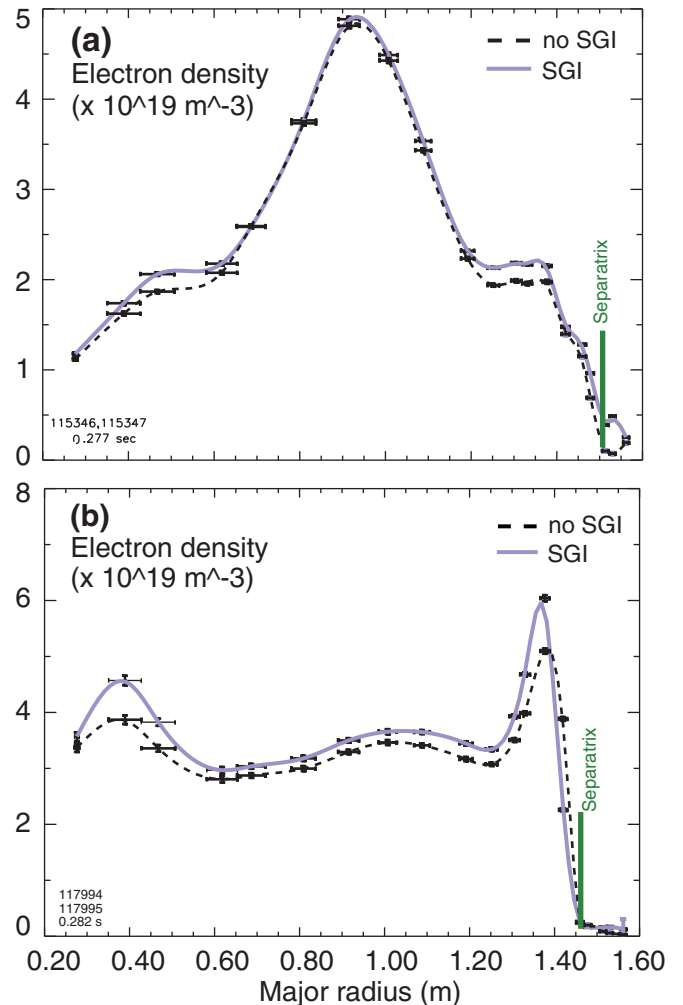 5
(a)
no SGI
Electron density
SGI
(x 10^19 m^-3)
4
3
2
Separatrix
1
115346,115347
0.277 sec
0
8
(b)
no SGI
Electron density
SGI
(x 10^19 m^-3)
6
4
Separatrix
2
117994
117995
0.282 s
0
0.20 0.40 0.60 0.80 1.00 1.20 1.40 1.60
Major radius (m)